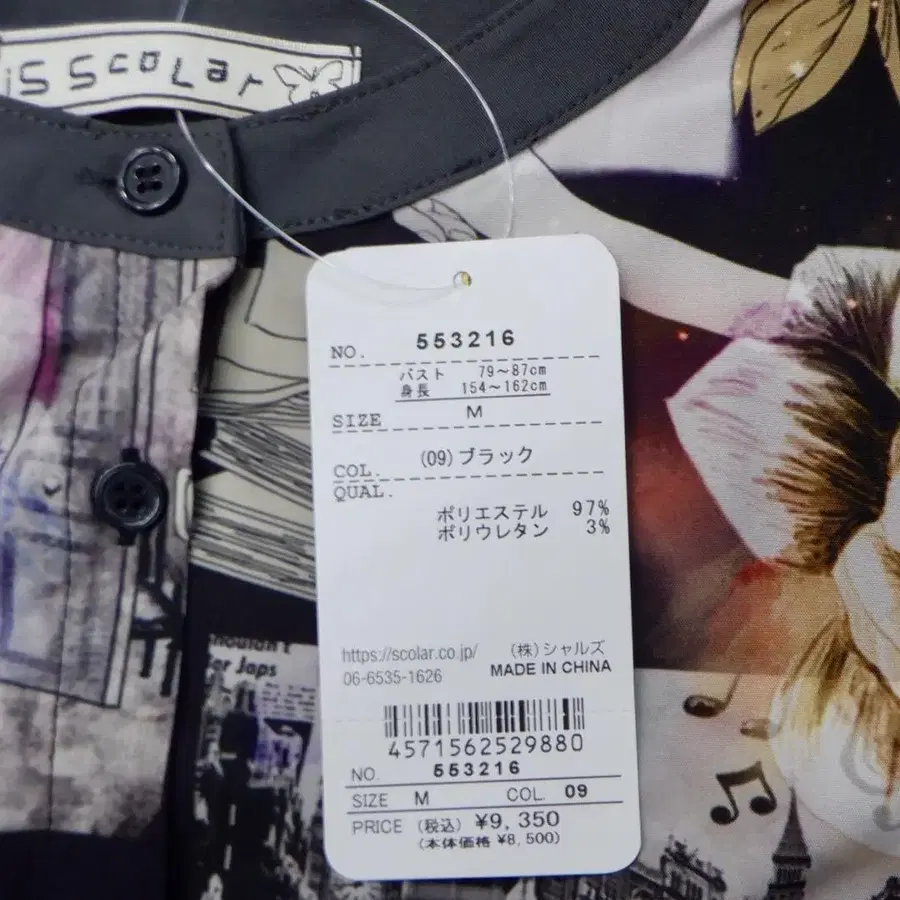 iS ScoLar
NO. 553216
バスト 79～87cm
身長 154～162cm
SIZE M
COL. (09)ブラック
QUAL.
ポリエステル 97%
ポリウレタン 3%
https://scolar.co.jp/ (株)シャルズ
06-6535-1626 MADE IN CHINA
4571562529880
NO. 553216
SIZE M COL. 09
PRICE (税込) ¥9,350
(本体価格 ¥8,500)
houldn't
or Japs